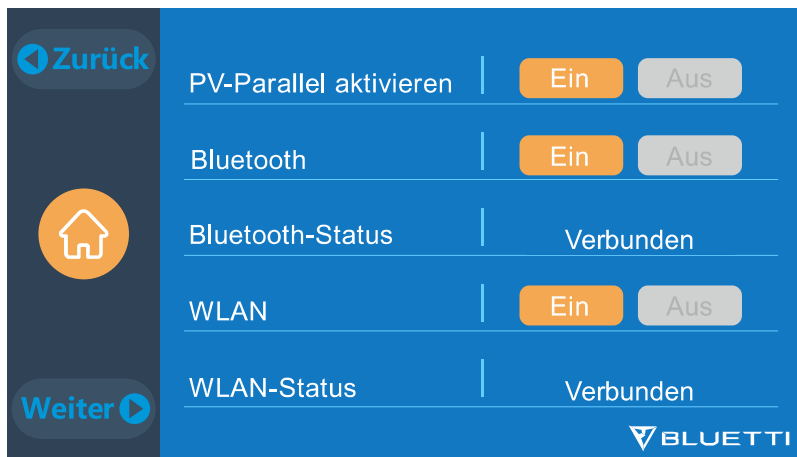 Zurück
PV-Parallel aktivieren Ein Aus
Bluetooth Ein Aus
Bluetooth-Status Verbunden
WLAN Ein Aus
WLAN-Status Verbunden
Weiter
BLUETTI